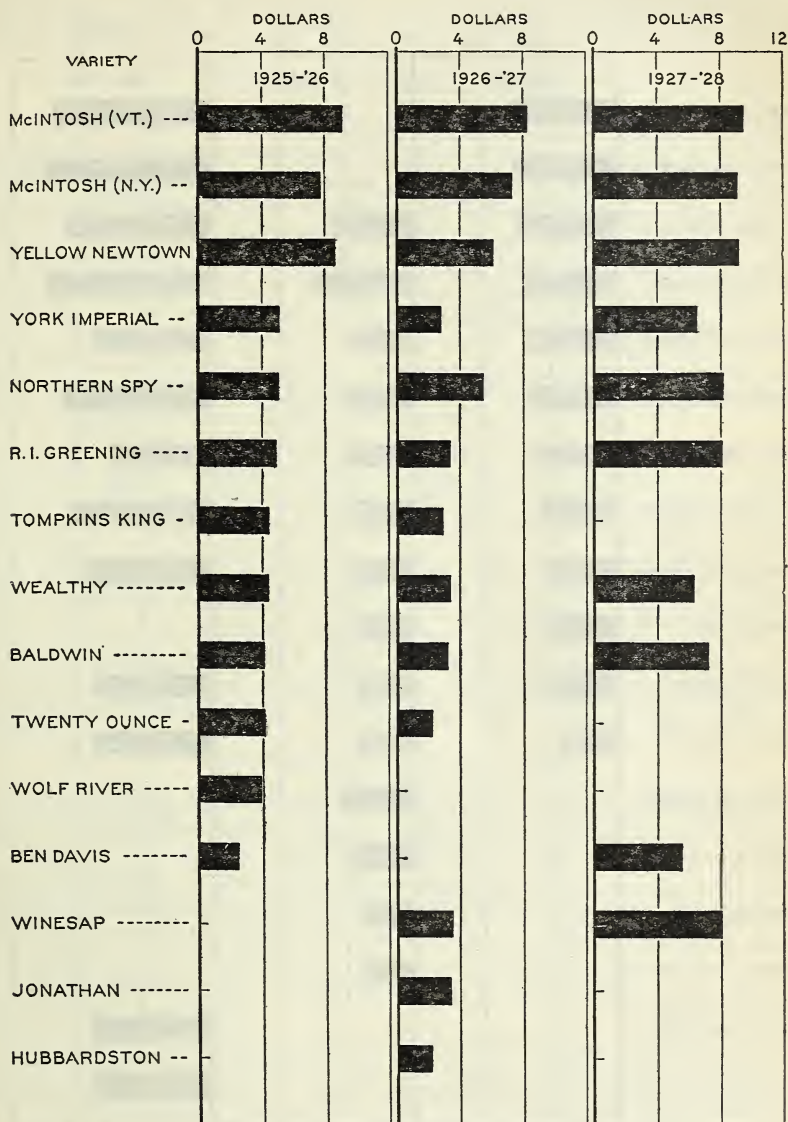 DOLLARS DOLLARS DOLLARS
0 4 8 0 4 8 0 4 8 12
VARIETY
1925-'26 1926-'27 1927-'28
McINTOSH (VT.) ---
McINTOSH (N.Y.) --
YELLOW NEWTOWN
YORK IMPERIAL --
NORTHERN SPY --
R.I. GREENING ----
TOMPKINS KING -
WEALTHY -------
BALDWIN -------
TWENTY OUNCE -
WOLF RIVER -----
BEN DAVIS -------
WINESAP -------
JONATHAN ------
HUBBARDSTON --